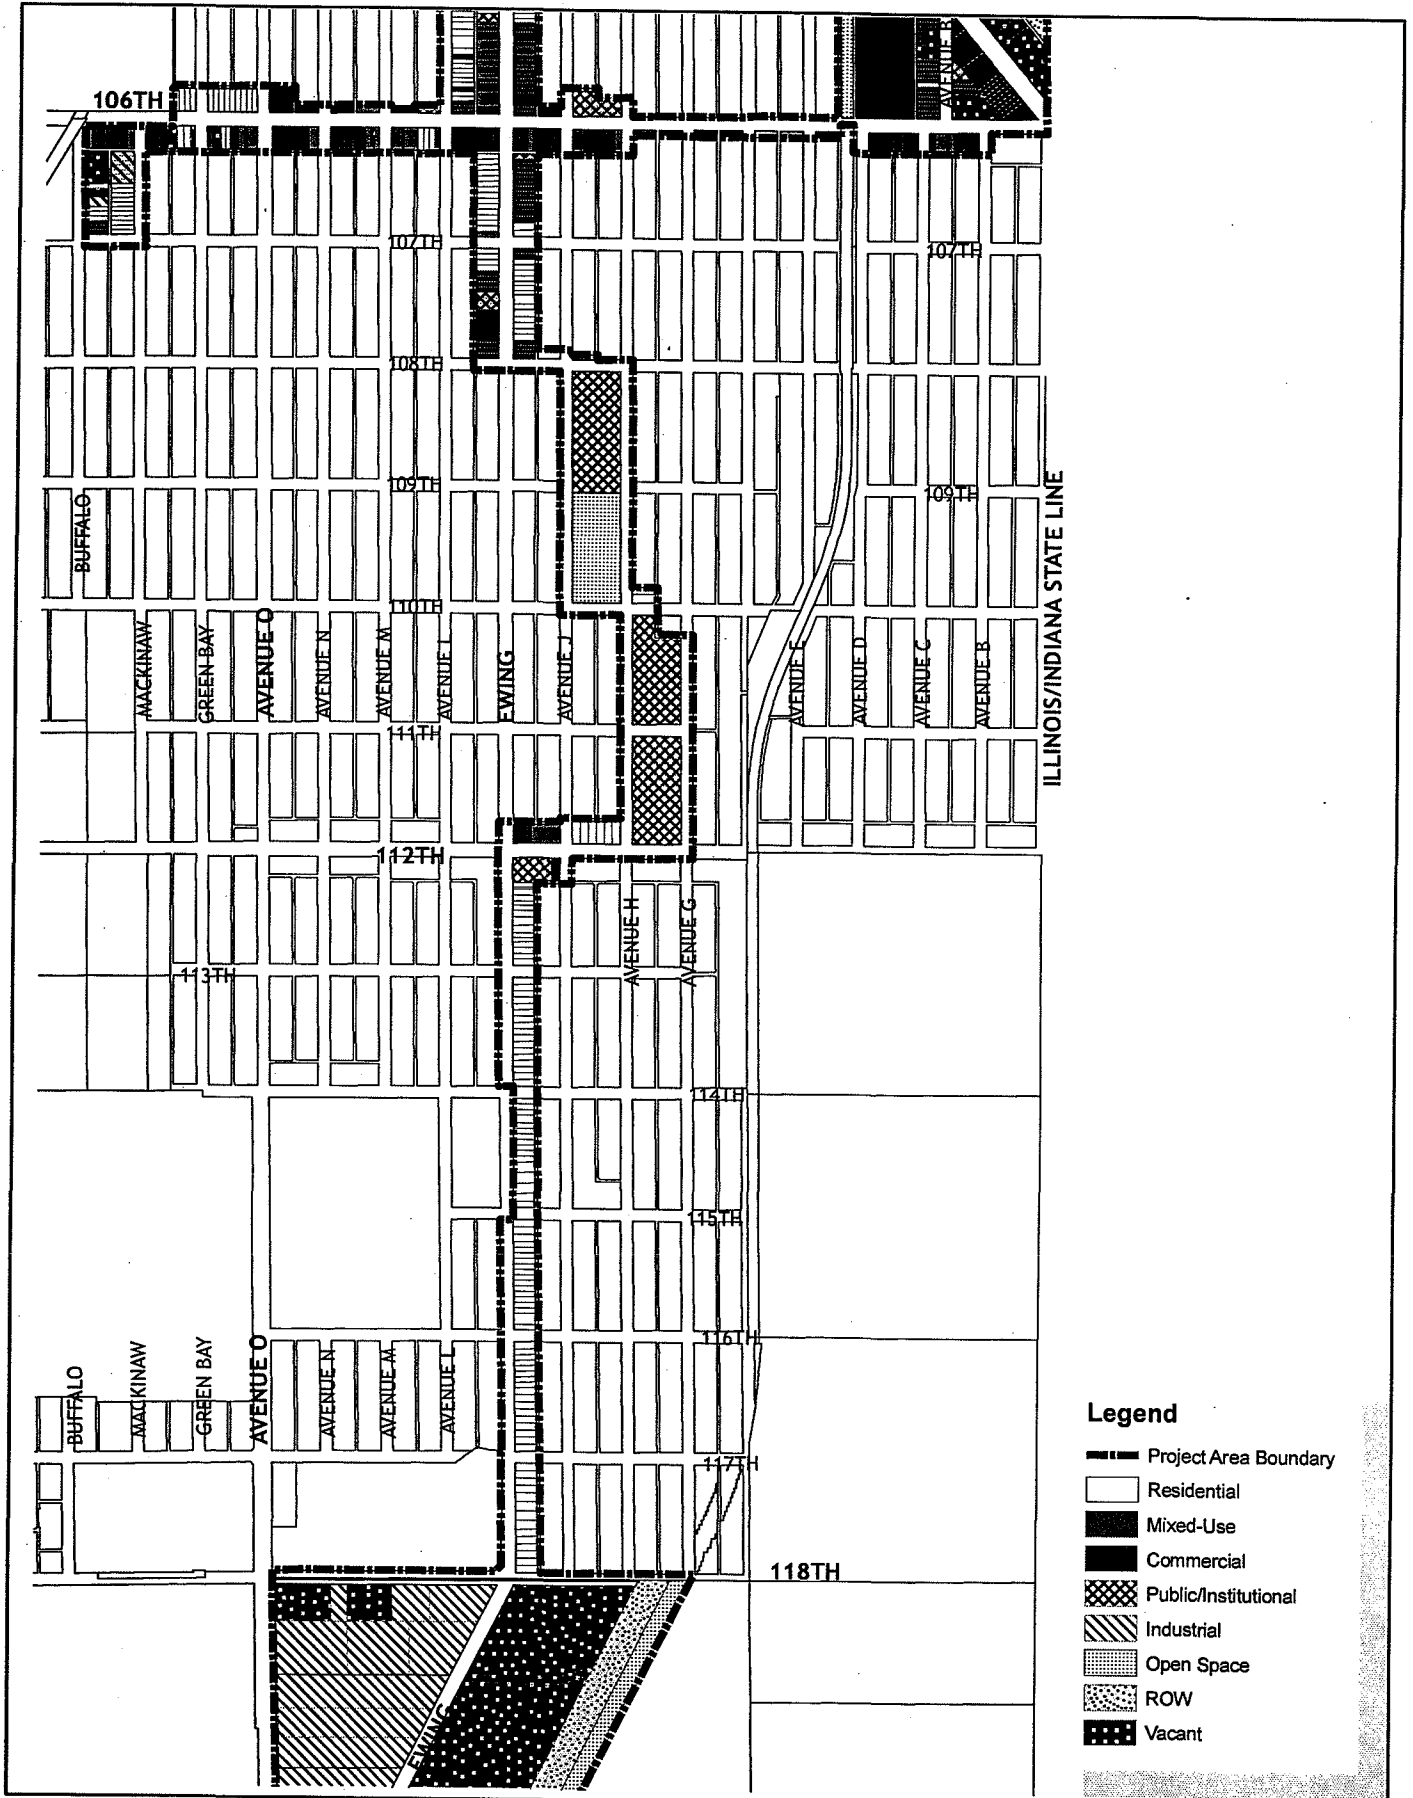 AVENUE B
106TH
107TH
107TH
108TH
109TH
109TH
BUFFALO
ILLINOIS/INDIANA STATE LINE
110TH
MACKINAW
GREEN BAY
AVENUE O
AVENUE N
AVENUE M
AVENUE L
EWING
AVENUE J
AVENUE E
AVENUE D
AVENUE C
AVENUE B
111TH
112TH
AVENUE H
AVENUE G
113TH
114TH
115TH
116TH
BUFFALO
MACKINAW
GREEN BAY
AVENUE O
AVENUE N
AVENUE M
AVENUE L
117TH
118TH
EWING
Legend
Project Area Boundary
Residential
Mixed-Use
Commercial
Public/Institutional
Industrial
Open Space
ROW
Vacant